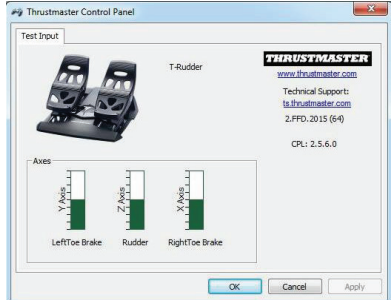 Thrustmaster Control Panel
Test Input
T-Rudder
THRUSTMASTER
www.thrustmaster.com
Technical Support:
ts.thrustmaster.com
2.FFD.2015 (64)
CPL: 2.5.6.0
Axes
Y Axis
Z Axis
X Axis
LeftToe Brake
Rudder
RightToe Brake
OK
Cancel
Apply